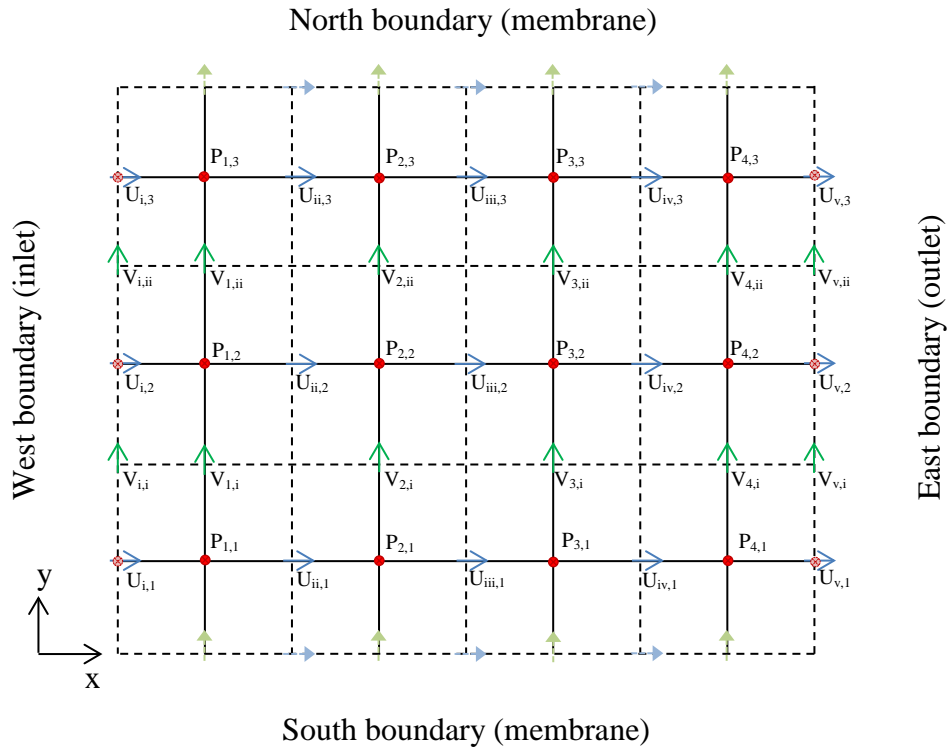 North boundary (membrane)
P1,3 P2,3 P3,3 P4,3
Ui,3 Uii,3 Uiii,3 Uiv,3 Uv,3
Vi,ii V1,ii V2,ii V3,ii V4,ii Vv,ii
West boundary (inlet)
East boundary (outlet)
P1,2 P2,2 P3,2 P4,2
Ui,2 Uii,2 Uiii,2 Uiv,2 Uv,2
Vi,i V1,i V2,i V3,i V4,i Vv,i
P1,1 P2,1 P3,1 P4,1
Ui,1 Uii,1 Uiii,1 Uiv,1 Uv,1
y
x
South boundary (membrane)